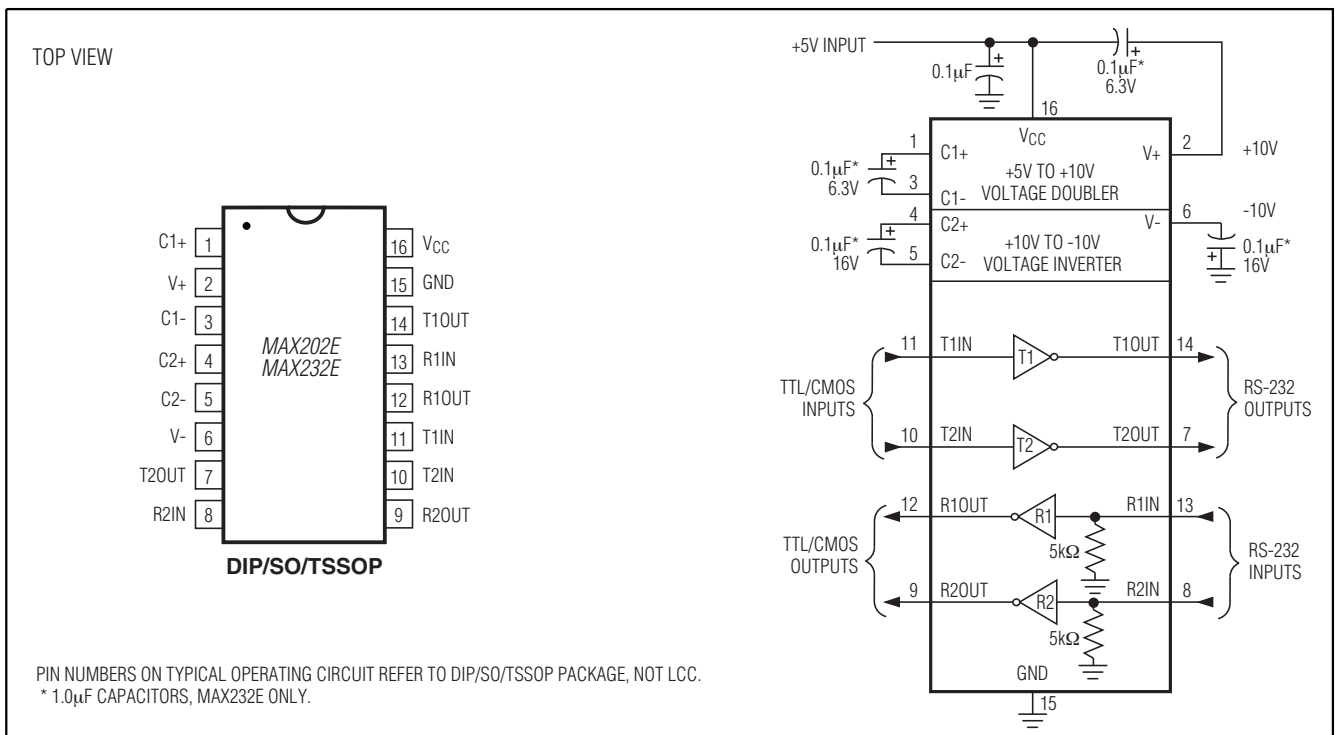 TOP VIEW
C1+ 1
V+ 2
C1- 3
C2+ 4
C2- 5
V- 6
T2OUT 7
R2IN 8
16 VCC
15 GND
14 T1OUT
13 R1IN
12 R1OUT
11 T1IN
10 T2IN
9 R2OUT
MAX202E
MAX232E
DIP/SO/TSSOP
PIN NUMBERS ON TYPICAL OPERATING CIRCUIT REFER TO DIP/SO/TSSOP PACKAGE, NOT LCC.
* 1.0µF CAPACITORS, MAX232E ONLY.
+5V INPUT
0.1µF
+
+
0.1µF*
6.3V
16
VCC
1
C1+
+
0.1µF*
6.3V
3
C1-
+5V TO +10V
VOLTAGE DOUBLER
V+
2
+10V
4
C2+
+
0.1µF*
16V
5
C2-
+10V TO -10V
VOLTAGE INVERTER
V-
6
-10V
+
0.1µF*
16V
11 T1IN T1 T1OUT 14
TTL/CMOS
INPUTS
RS-232
OUTPUTS
10 T2IN T2 T2OUT 7
12 R1OUT R1 R1IN 13
5kΩ
TTL/CMOS
OUTPUTS
RS-232
INPUTS
9 R2OUT R2 R2IN 8
5kΩ
GND
15